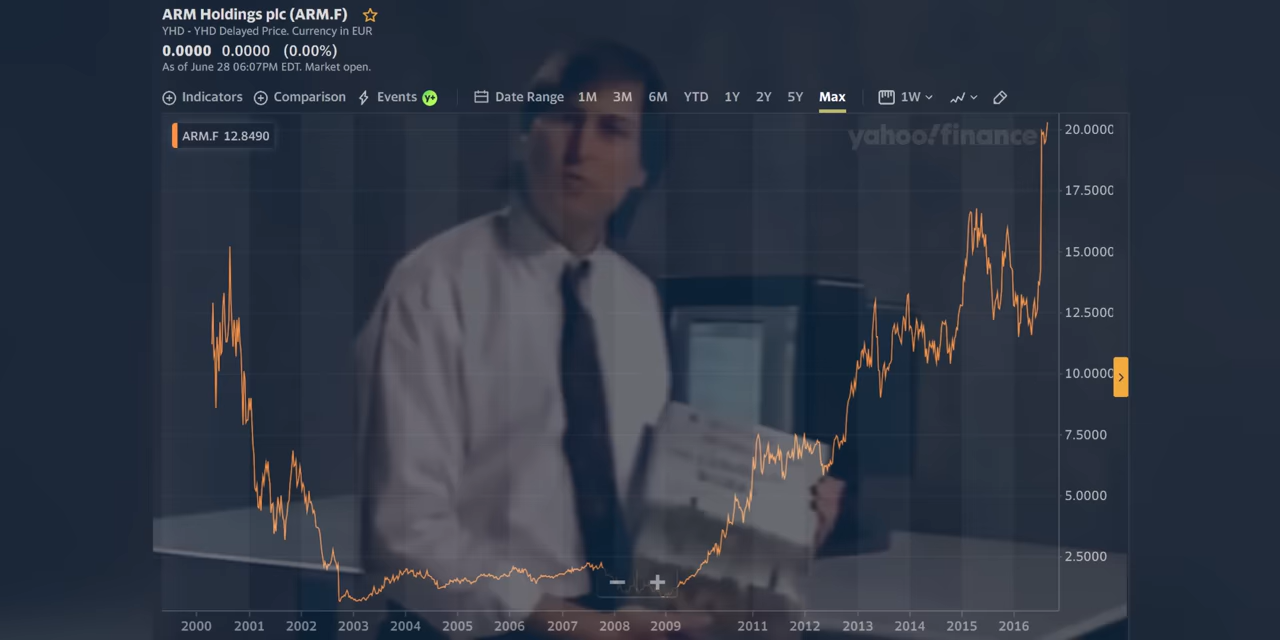 ARM Holdings plc (ARM.F)
YHD - YHD Delayed Price. Currency in EUR
0.0000 0.0000 (0.00%)
As of June 28 06:07PM EDT. Market open.
Indicators Comparison Events Y+ Date Range 1M 3M 6M YTD 1Y 2Y 5Y Max 1W
ARM.F 12.8490
yahoo!finance
20.0000
17.5000
15.0000
12.5000
10.0000
7.5000
5.0000
2.5000
2000 2001 2002 2003 2004 2005 2006 2007 2008 2009 2011 2012 2013 2014 2015 2016